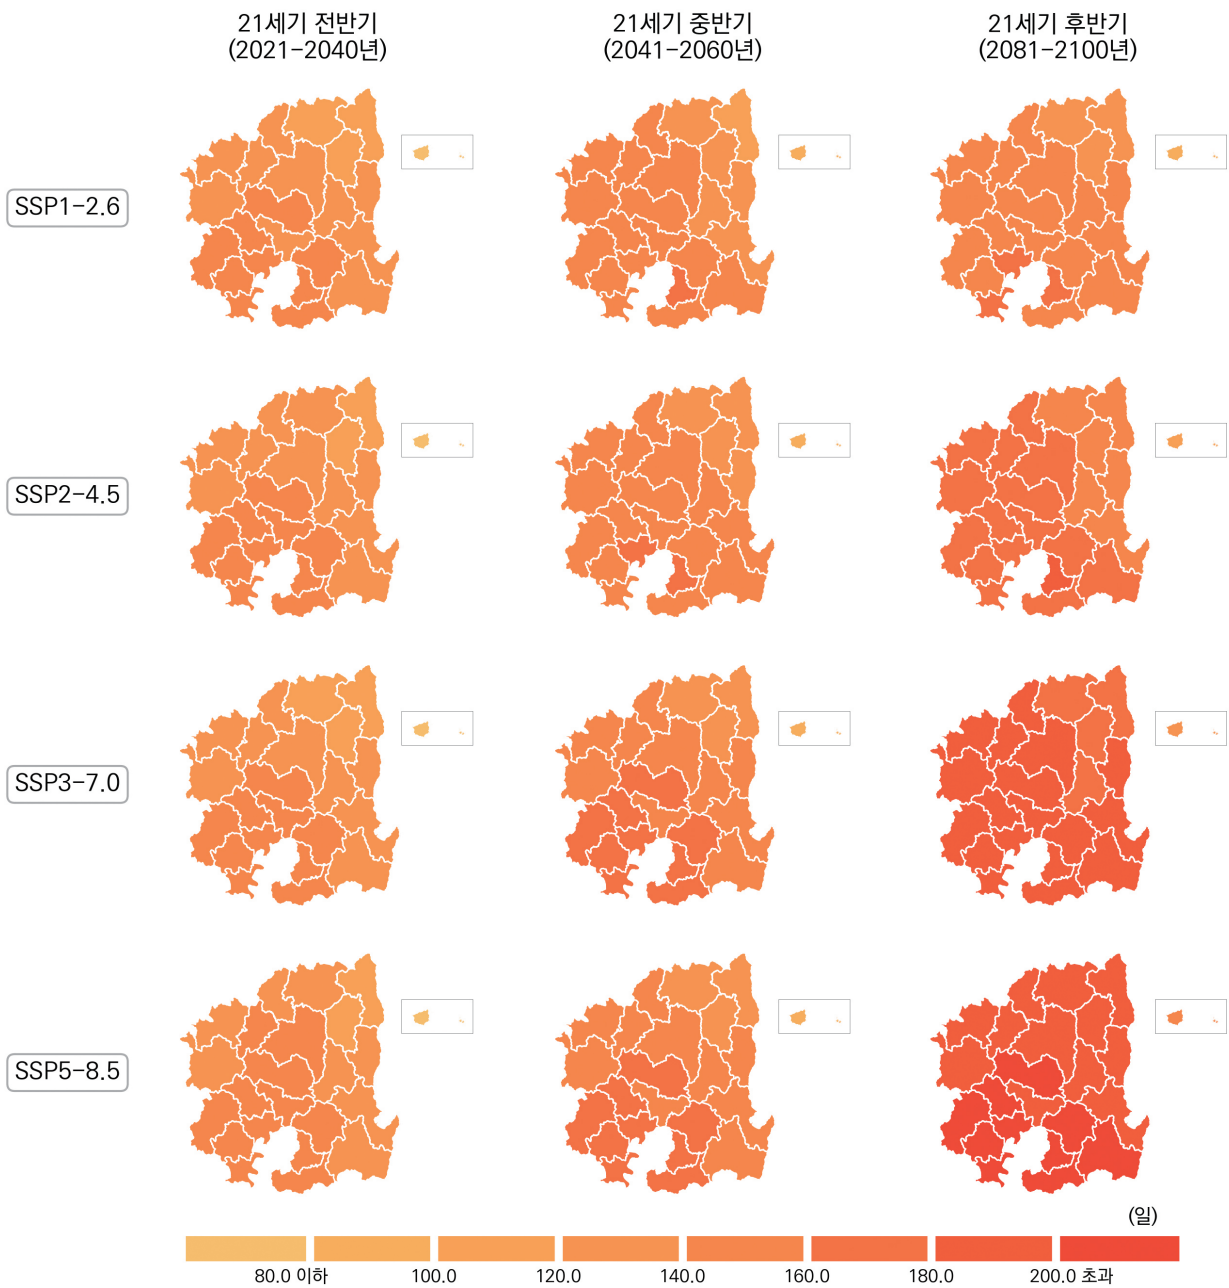 21세기 전반기
(2021-2040년)
21세기 중반기
(2041-2060년)
21세기 후반기
(2081-2100년)
SSP1-2.6
SSP2-4.5
SSP3-7.0
SSP5-8.5
(일)
80.0 이하 100.0 120.0 140.0 160.0 180.0 200.0 초과